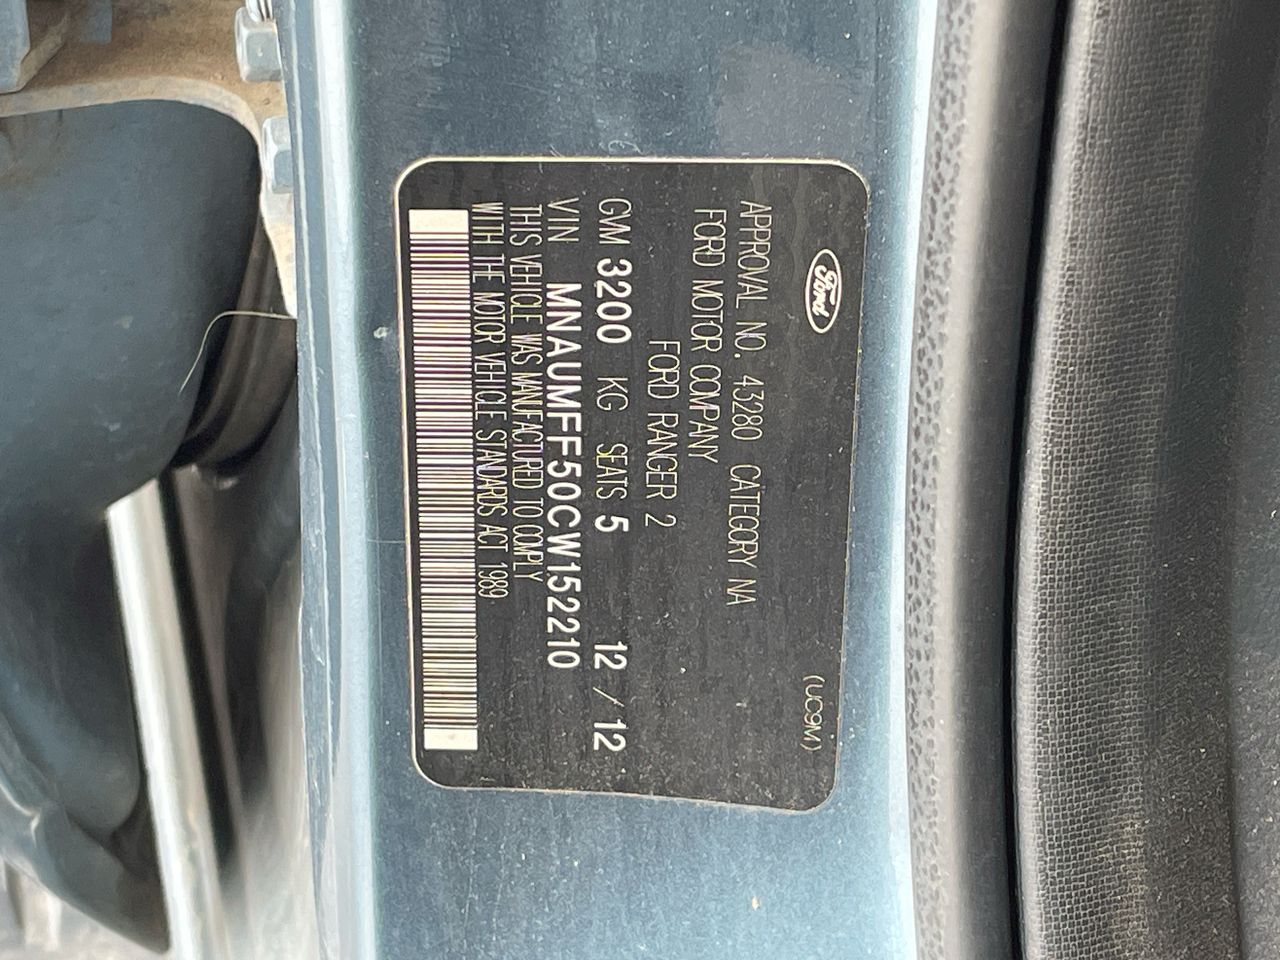 Ford
(UC9M)
APPROVAL NO. 43280 CATEGORY NA
FORD MOTOR COMPANY
FORD RANGER 2
GVM 3200 KG SEATS 5 12 / 12
VIN MNAUMFF50CW152210
THIS VEHICLE WAS MANUFACTURED TO COMPLY
WITH THE MOTOR VEHICLE STANDARDS ACT 1989